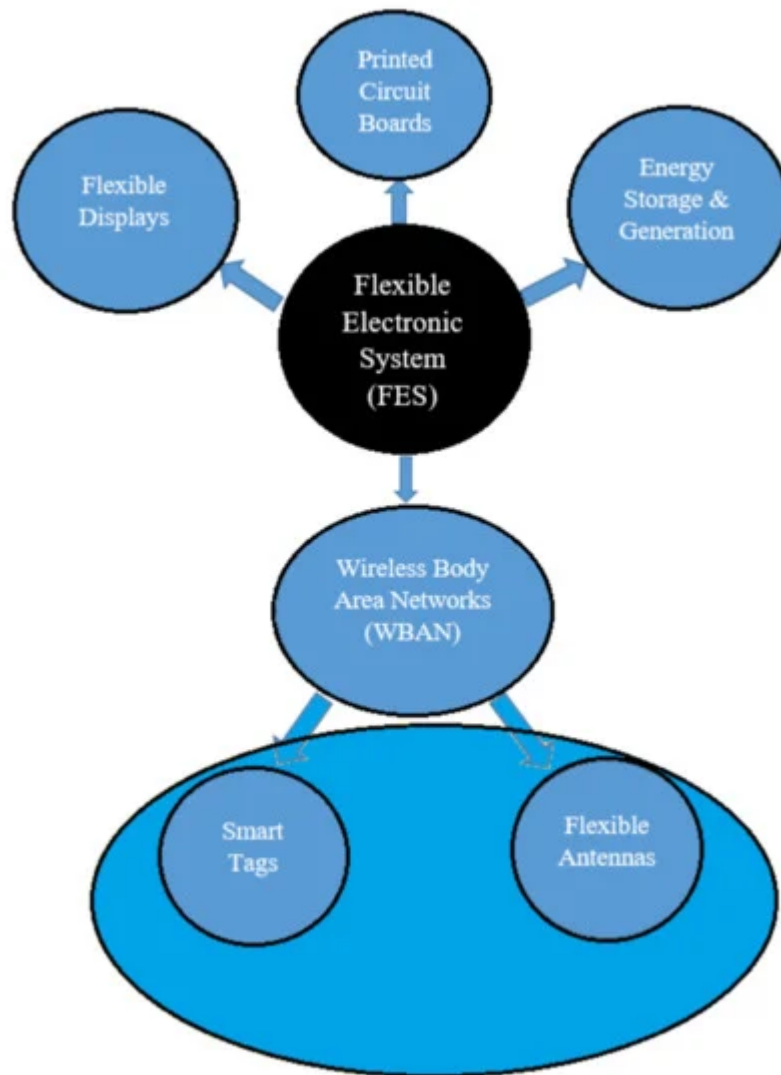 Printed
Circuit
Boards
Flexible
Displays
Energy
Storage &
Generation
Flexible
Electronic
System
(FES)
Wireless Body
Area Networks
(WBAN)
Smart
Tags
Flexible
Antennas